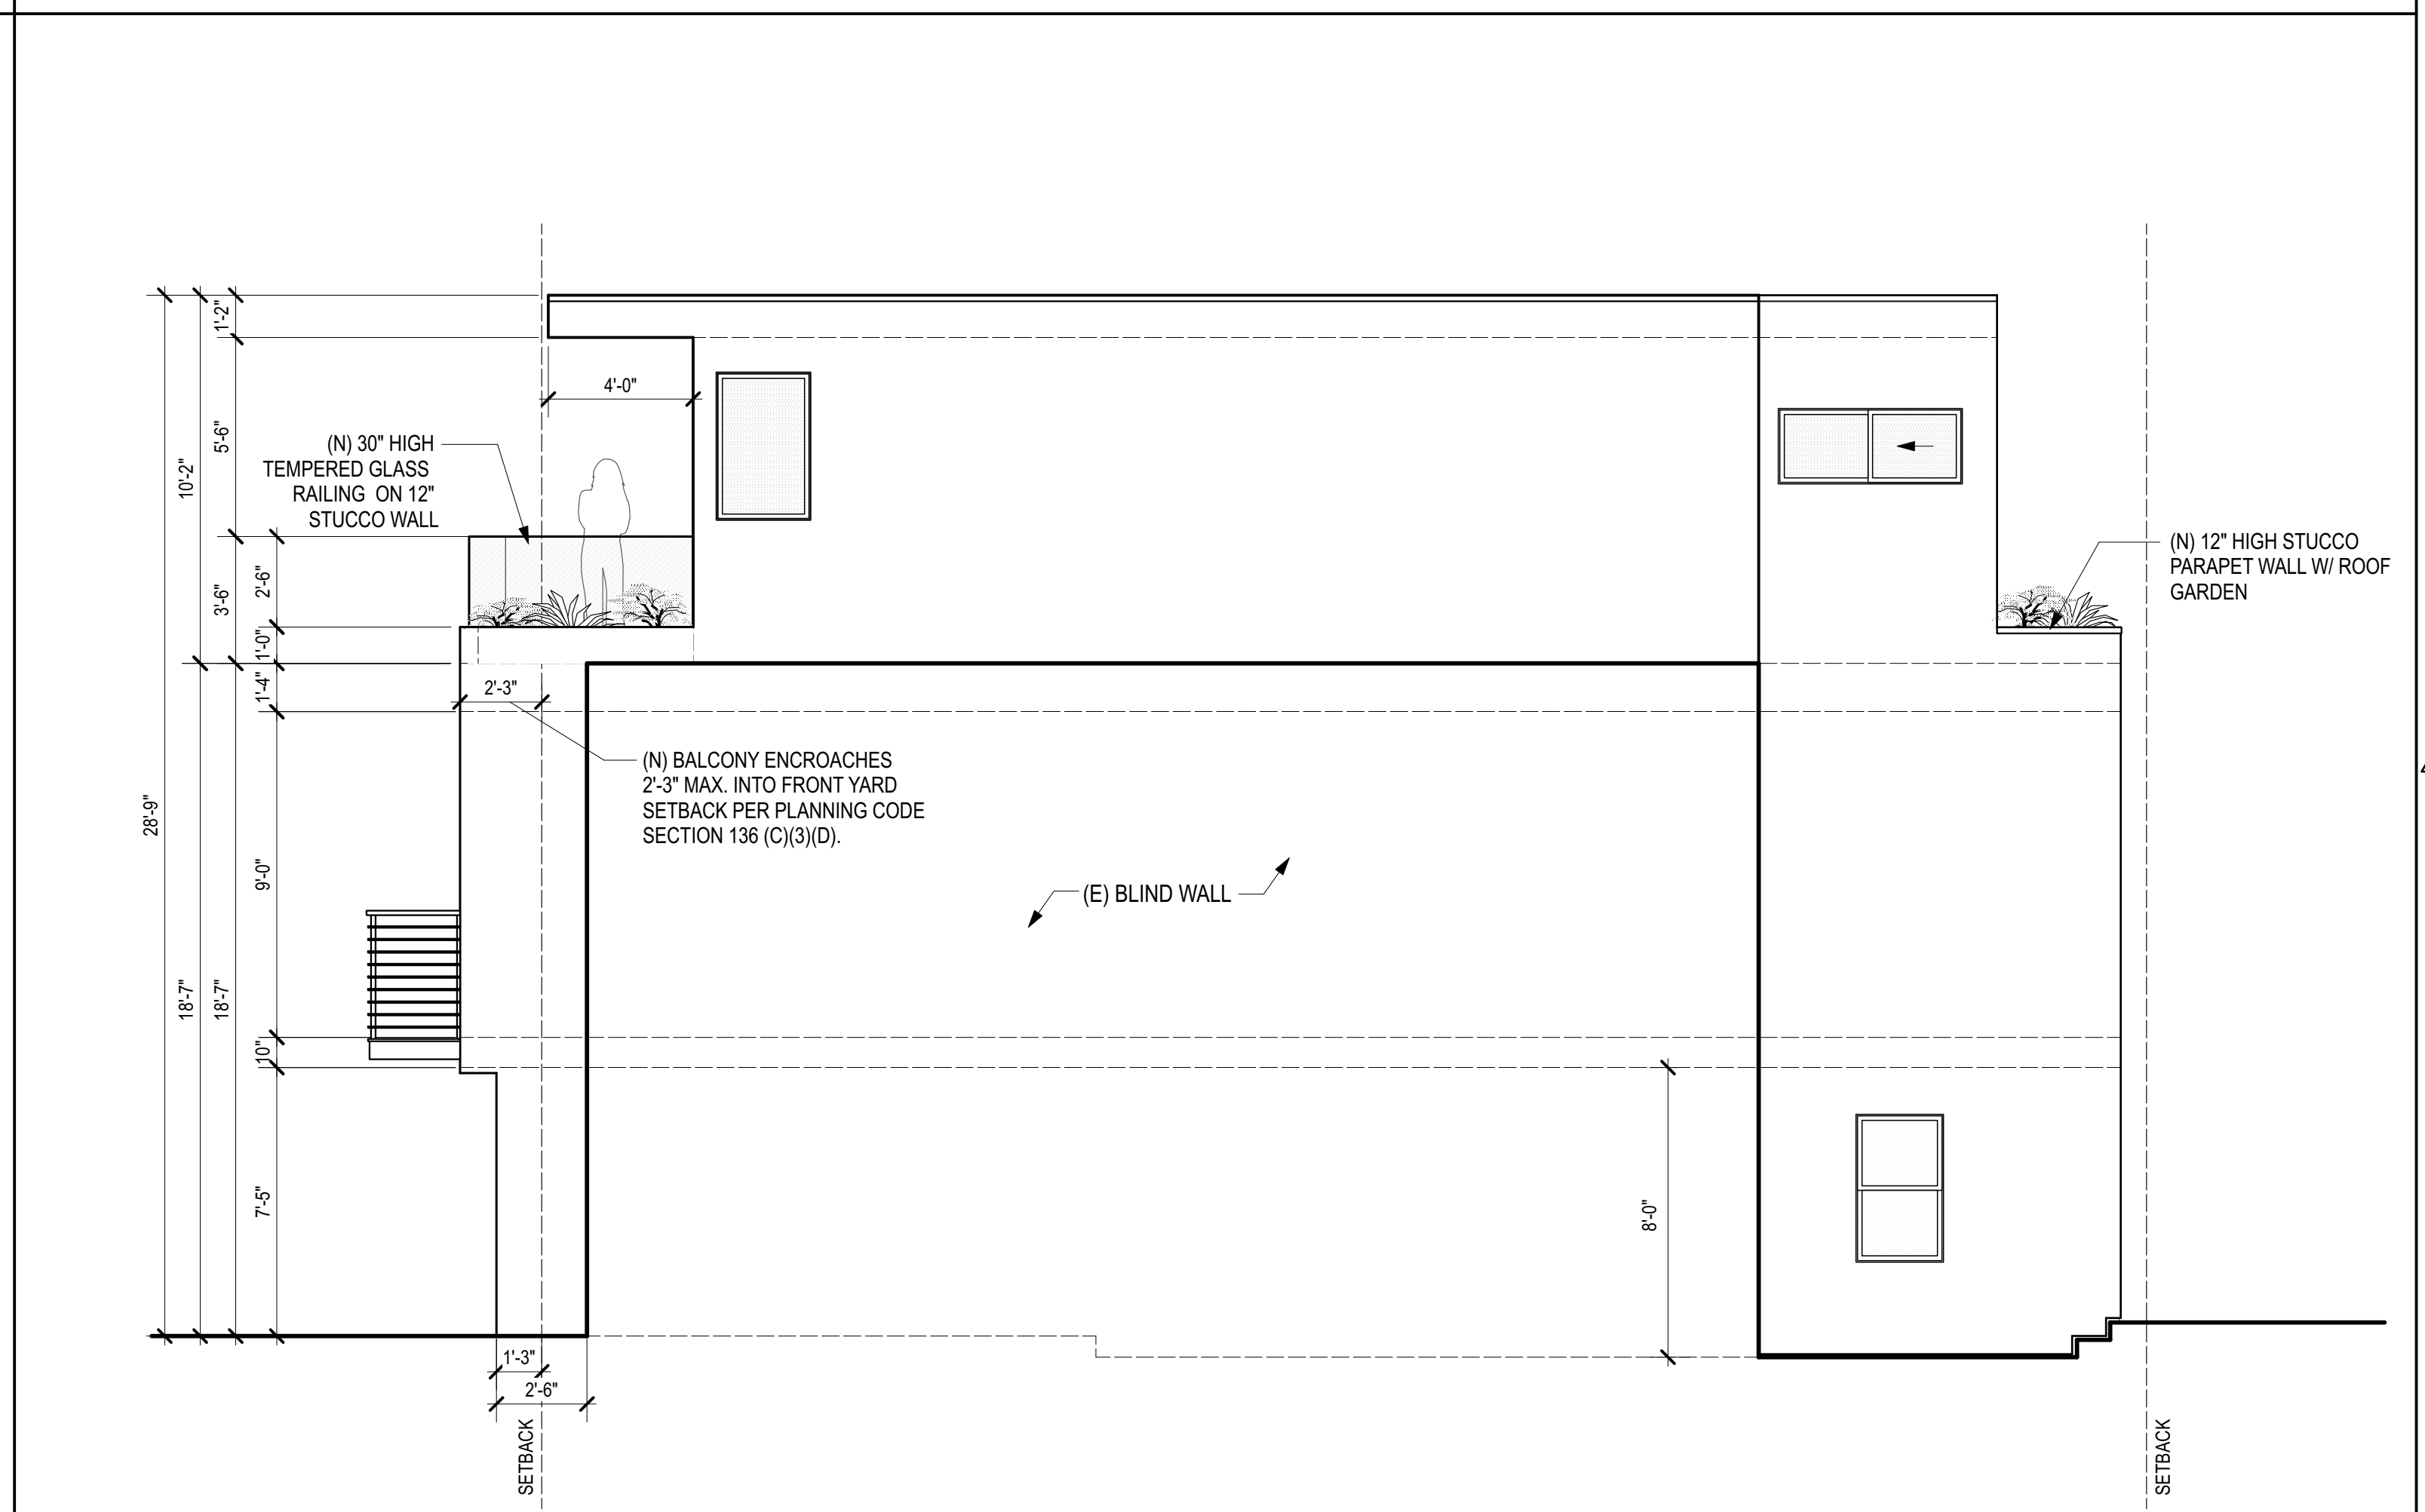 1'-2"
4'-0"
5'-6"
10'-2"
(N) 30" HIGH
TEMPERED GLASS
RAILING ON 12"
STUCCO WALL
(N) 12" HIGH STUCCO
PARAPET WALL W/ ROOF
GARDEN
2'-6"
3'-6"
1'-0"
1'-4"
2'-3"
(N) BALCONY ENCROACHES
2'-3" MAX. INTO FRONT YARD
SETBACK PER PLANNING CODE
SECTION 136 (C)(3)(D).
28'-9"
9'-0"
(E) BLIND WALL
18'-7"
18'-7"
10"
7'-5"
8'-0"
1'-3"
2'-6"
SETBACK
SETBACK